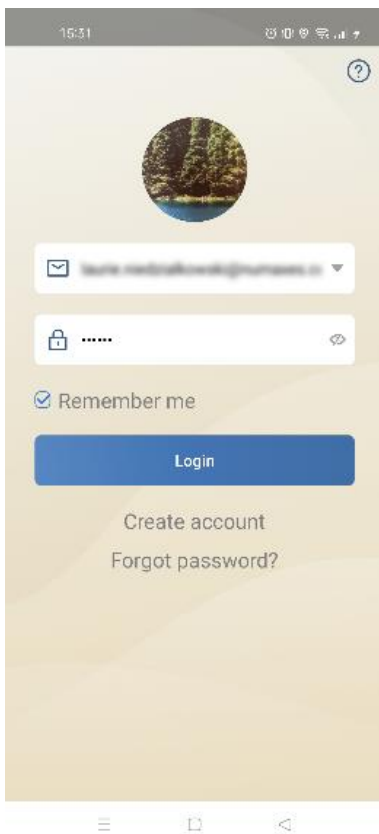 15:31
?
••••••
Remember me
Login
Create account
Forgot password?